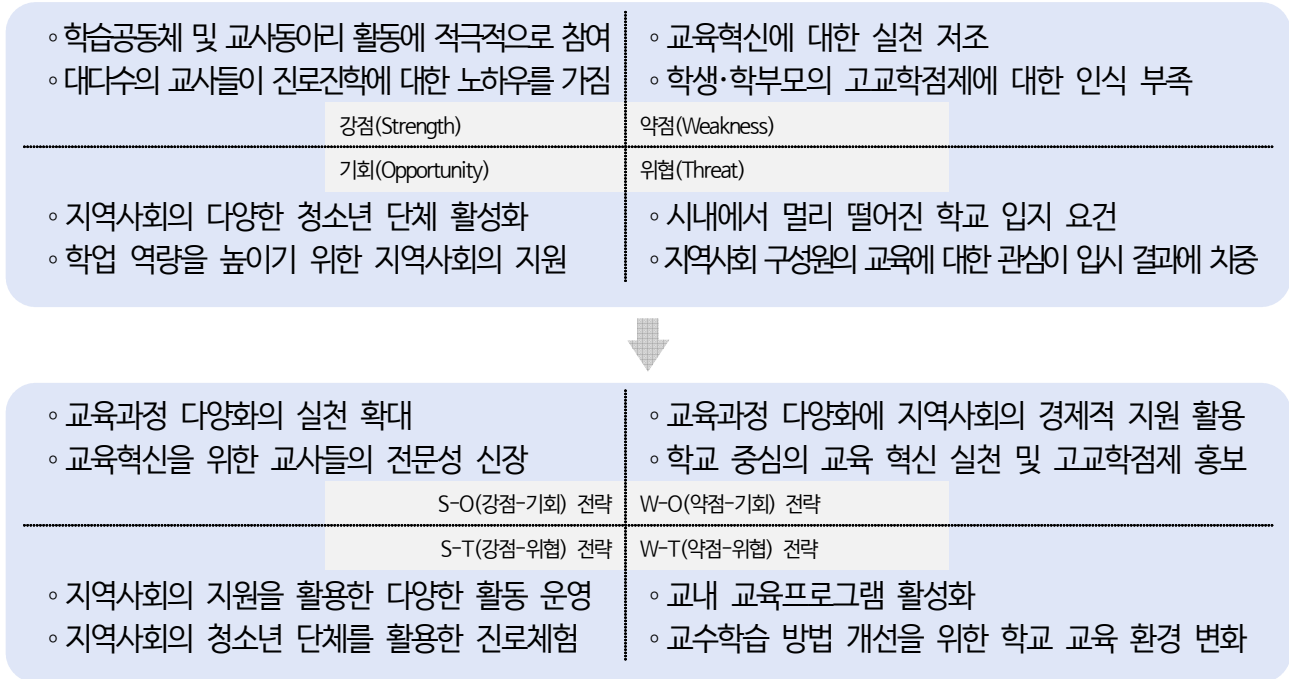 ◦학습공동체 및 교사동아리 활동에 적극적으로 참여
◦대다수의 교사들이 진로진학에 대한 노하우를 가짐
강점(Strength)
◦교육혁신에 대한 실천 저조
◦학생·학부모의 고교학점제에 대한 인식 부족
약점(Weakness)
기회(Opportunity)
◦지역사회의 다양한 청소년 단체 활성화
◦학업 역량을 높이기 위한 지역사회의 지원
위협(Threat)
◦시내에서 멀리 떨어진 학교 입지 요건
◦지역사회 구성원의 교육에 대한 관심이 입시 결과에 치중
◦교육과정 다양화의 실천 확대
◦교육혁신을 위한 교사들의 전문성 신장
S-O(강점-기회) 전략
◦교육과정 다양화에 지역사회의 경제적 지원 활용
◦학교 중심의 교육 혁신 실천 및 고교학점제 홍보
W-O(약점-기회) 전략
S-T(강점-위협) 전략
◦지역사회의 지원을 활용한 다양한 활동 운영
◦지역사회의 청소년 단체를 활용한 진로체험
W-T(약점-위협) 전략
◦교내 교육프로그램 활성화
◦교수학습 방법 개선을 위한 학교 교육 환경 변화